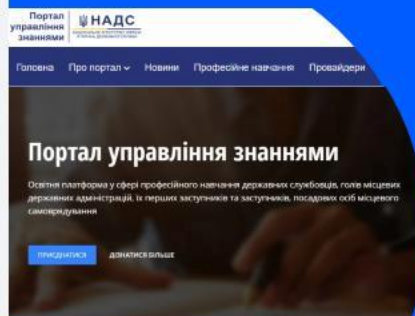 Портал
управління
знаннями
НАДС
Головна Про портал Новини Професійне навчання Провайдери
Портал управління знаннями
Освітня платформа у сфері професійного навчання державних службовців, голів місцевих
державних адміністрацій, їх перших заступників та заступників, посадових осіб місцевого
самоврядування
ПРИЄДНАТИСЯ ДІЗНАТИСЯ БІЛЬШЕ